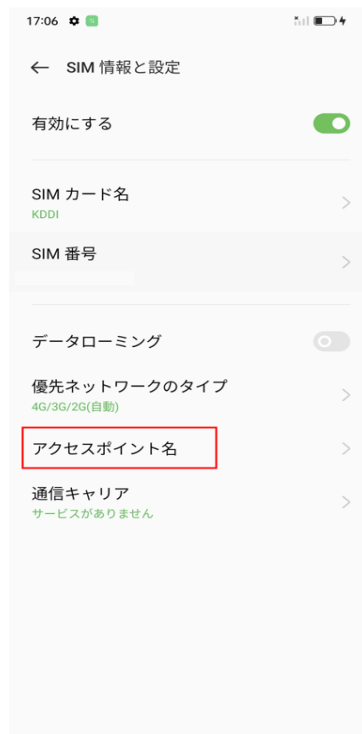 17:06
← SIM 情報と設定
有効にする
SIM カード名
KDDI
SIM 番号
データローミング
優先ネットワークのタイプ
4G/3G/2G(自動)
アクセスポイント名
通信キャリア
サービスがありません